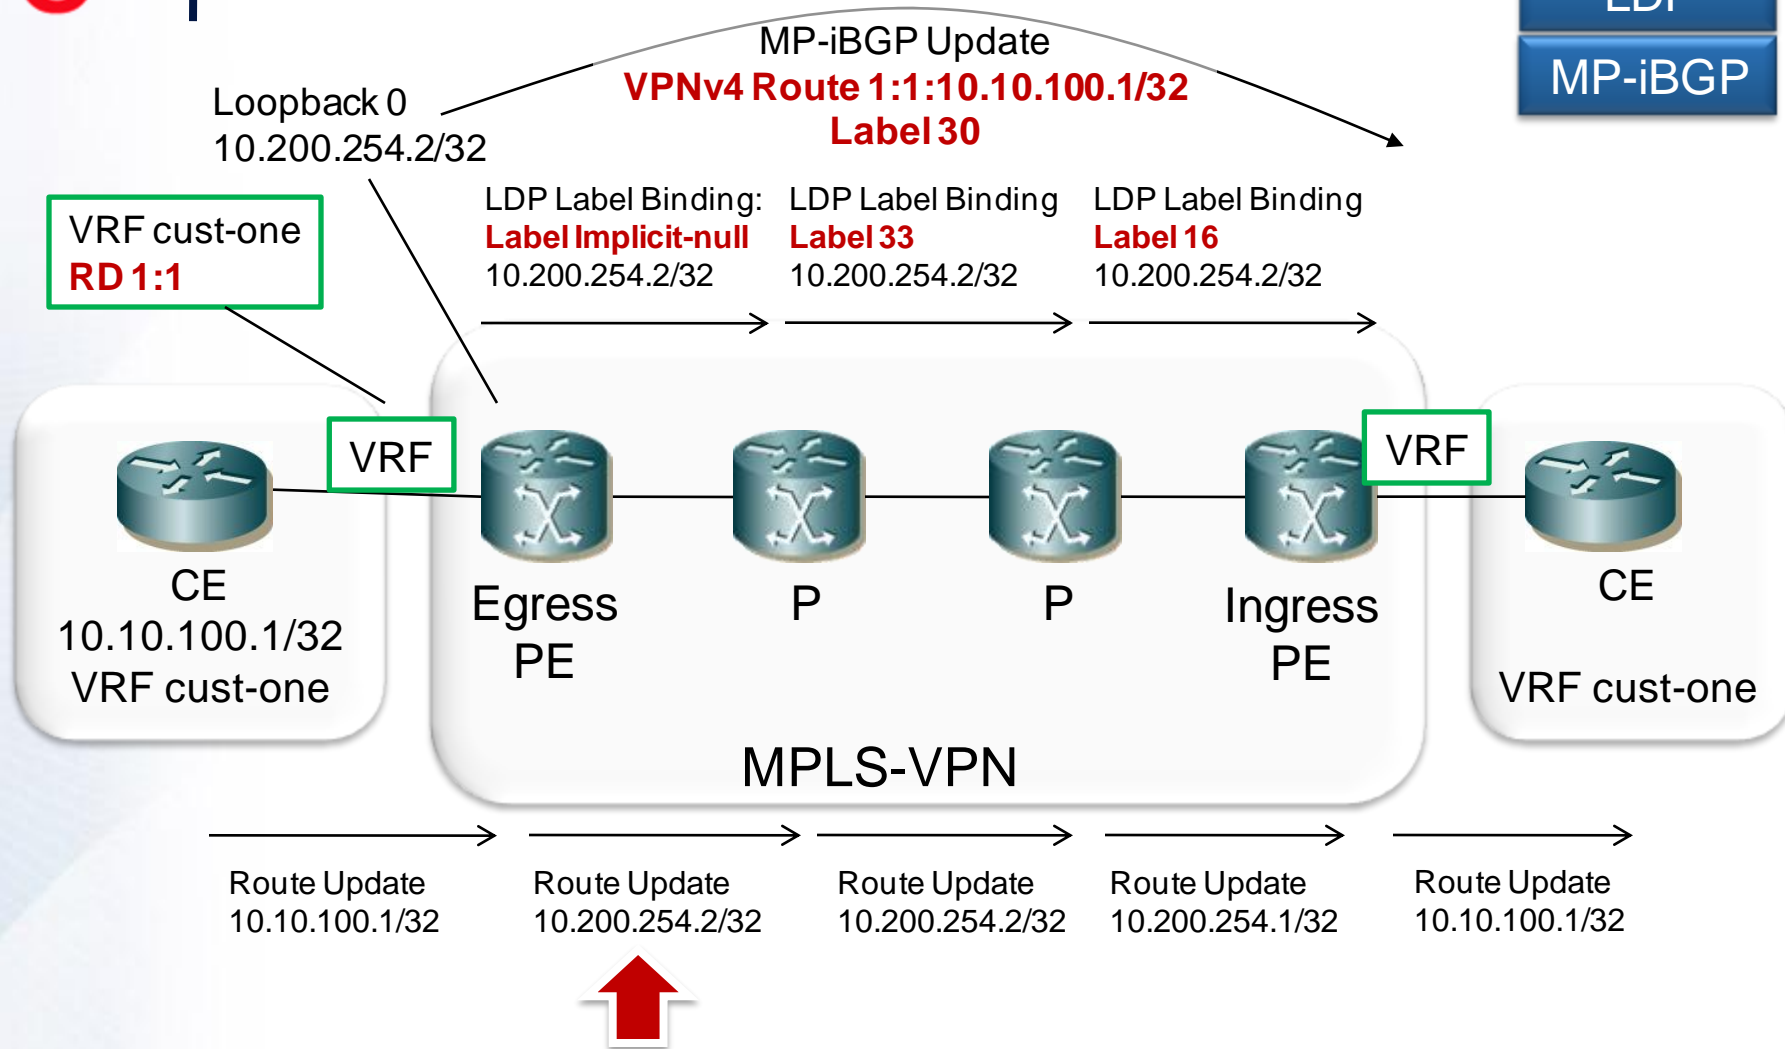 LDP
MP-iBGP
MP-iBGP Update
VPNv4 Route 1:1:10.10.100.1/32
Label 30
Loopback 0
10.200.254.2/32
VRF cust-one
RD 1:1
LDP Label Binding:
Label Implicit-null
10.200.254.2/32
LDP Label Binding
Label 33
10.200.254.2/32
LDP Label Binding
Label 16
10.200.254.2/32
VRF
VRF
CE
10.10.100.1/32
VRF cust-one
Egress
PE
P
P
Ingress
PE
CE
VRF cust-one
MPLS-VPN
Route Update
10.10.100.1/32
Route Update
10.200.254.2/32
Route Update
10.200.254.2/32
Route Update
10.200.254.1/32
Route Update
10.10.100.1/32